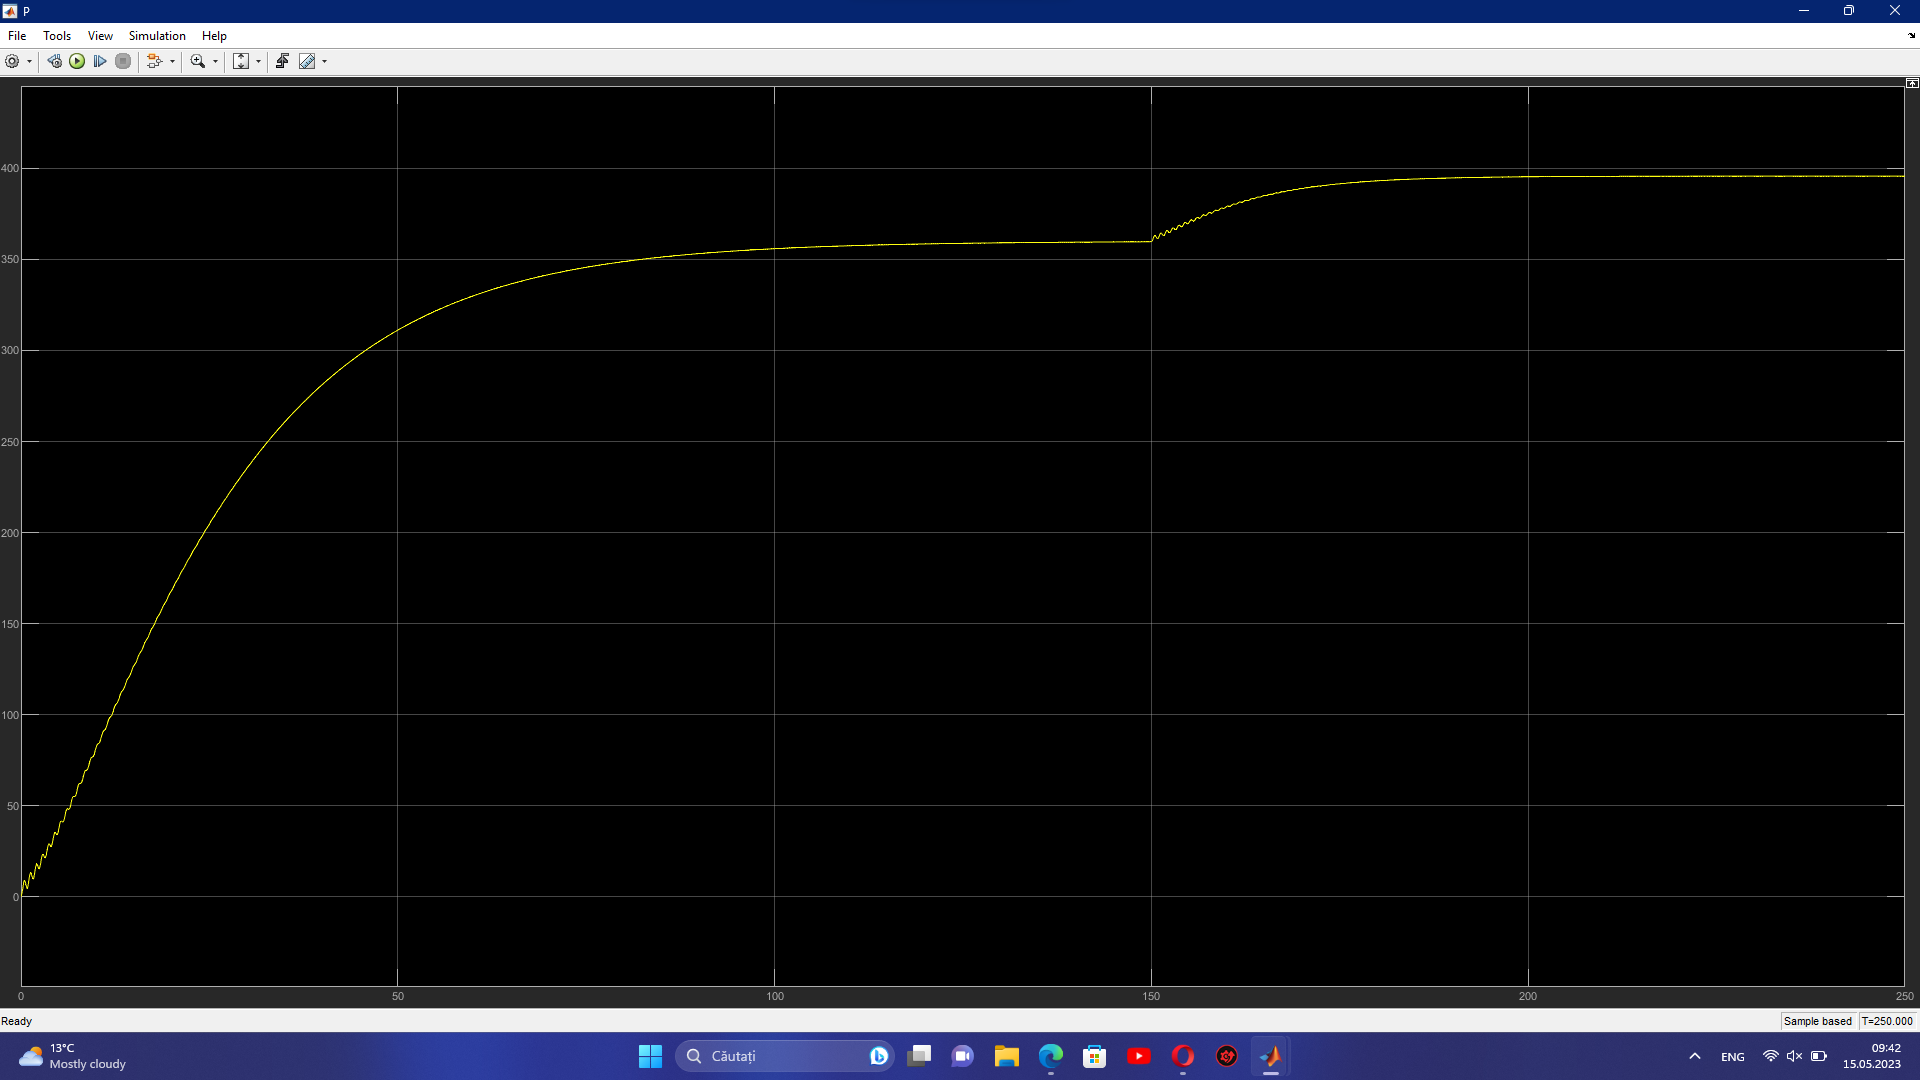 P
File Tools View Simulation Help
400
350
300
250
200
150
100
50
0
0 50 100 150 200 250
Ready Sample based T=250.000
13°C
Mostly cloudy
Căutați
ENG
09:42
15.05.2023